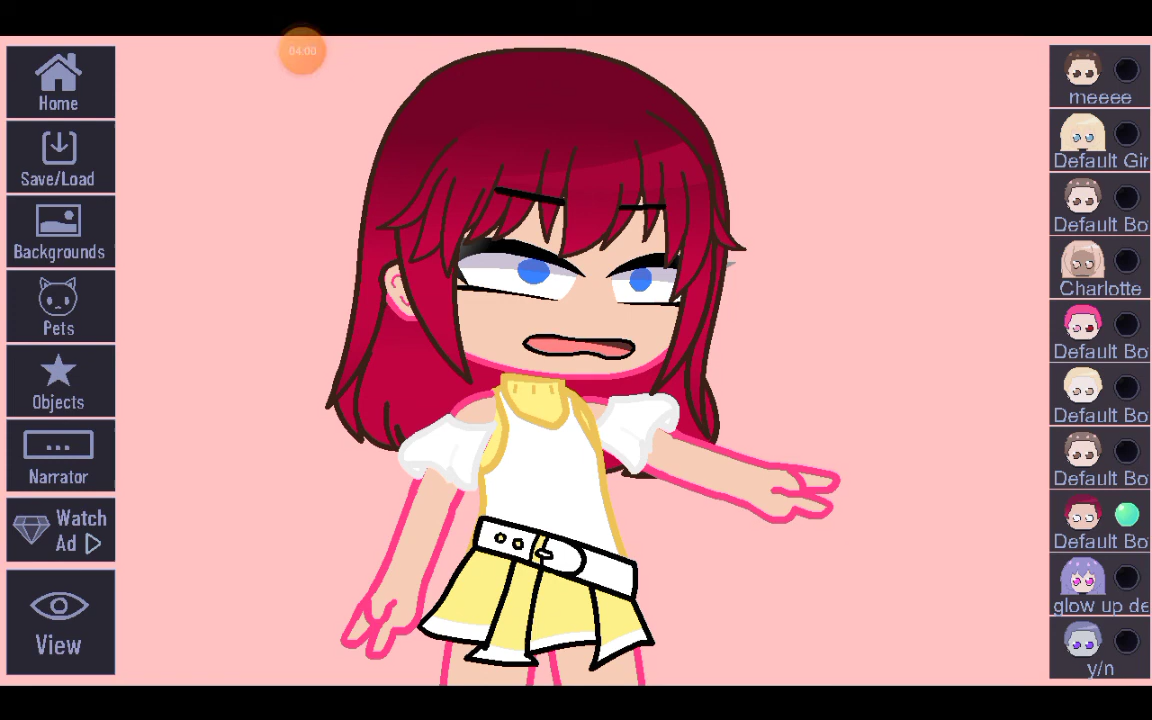 04:00
Home
Save/Load
Backgrounds
Pets
Objects
...
Narrator
Watch
Ad
View
meeee
Default Gir
Default Bo
Charlotte
Default Bo
Default Bo
Default Bo
Default Bo
glow up de
y/n